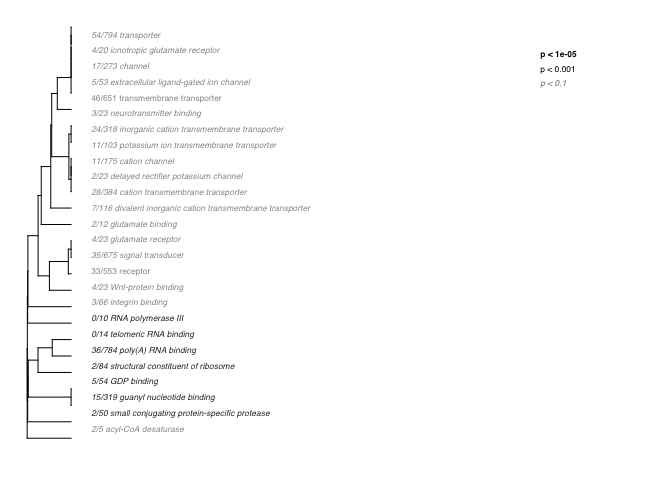 54/794 transporter
4/20 ionotropic glutamate receptor
17/273 channel
5/53 extracellular ligand-gated ion channel
46/651 transmembrane transporter
3/23 neurotransmitter binding
24/318 inorganic cation transmembrane transporter
11/103 potassium ion transmembrane transporter
11/175 cation channel
2/23 delayed rectifier potassium channel
28/384 cation transmembrane transporter
7/116 divalent inorganic cation transmembrane transporter
2/12 glutamate binding
4/23 glutamate receptor
35/675 signal transducer
33/553 receptor
4/23 Wnt-protein binding
3/66 integrin binding
0/10 RNA polymerase III
0/14 telomeric RNA binding
36/784 poly(A) RNA binding
2/84 structural constituent of ribosome
5/54 GDP binding
15/319 guanyl nucleotide binding
2/50 small conjugating protein-specific protease
2/5 acyl-CoA desaturase
p < 1e-05
p < 0.001
p < 0.1